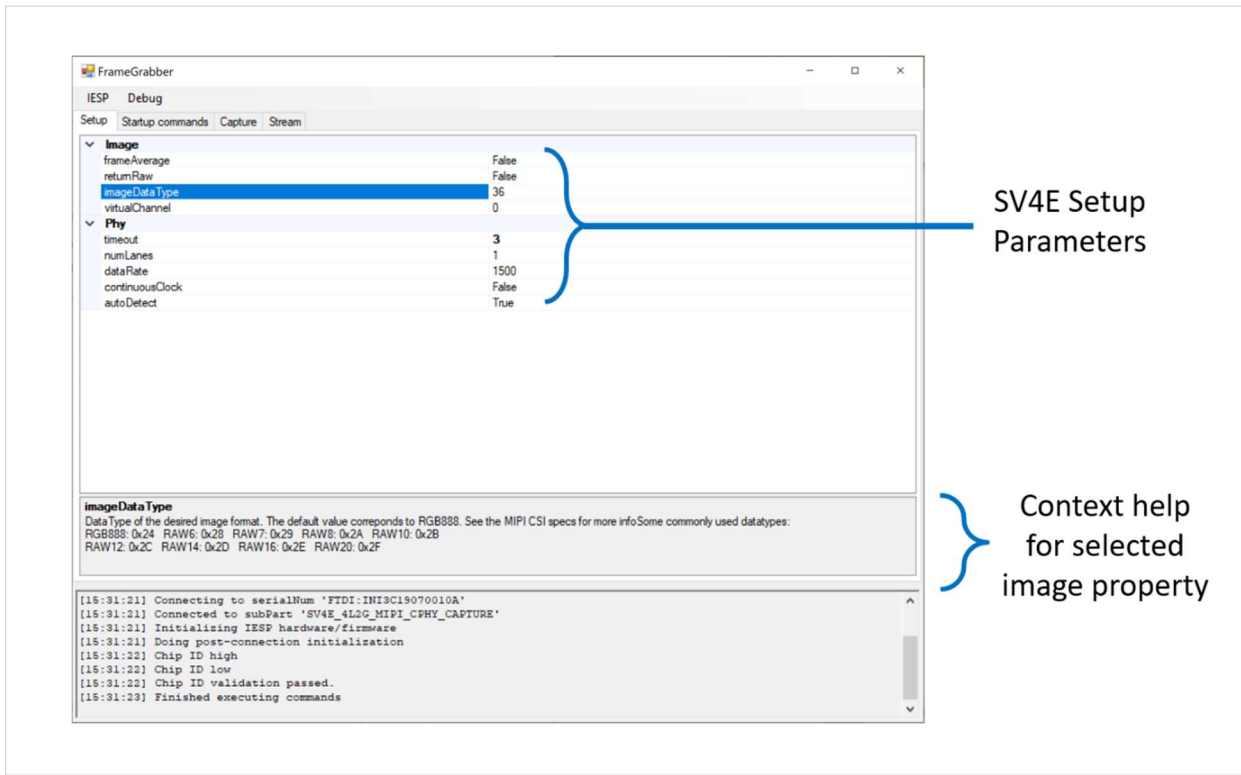 FrameGrabber
IESP Debug
Setup Startup commands Capture Stream
Image
frameAverage False
returnRaw False
imageDataType 36
virtualChannel 0
Phy
timeout 3
numLanes 1
dataRate 1500
continuousClock False
autoDetect True
SV4E Setup
Parameters
imageDataType
DataType of the desired image format. The default value correponds to RGB888. See the MIPI CSI specs for more infoSome commonly used datatypes:
RGB888: 0x24 RAW6: 0x28 RAW7: 0x29 RAW8: 0x2A RAW10: 0x2B
RAW12: 0x2C RAW14: 0x2D RAW16: 0x2E RAW20: 0x2F
Context help
for selected
image property
[15:31:21] Connecting to serialNum 'FTDI:INI3C19070010A'
[15:31:21] Connected to subPart 'SV4E_4L2G_MIPI_CPHY_CAPTURE'
[15:31:21] Initializing IESP hardware/firmware
[15:31:21] Doing post-connection initialization
[15:31:22] Chip ID high
[15:31:22] Chip ID low
[15:31:22] Chip ID validation passed.
[15:31:23] Finished executing commands